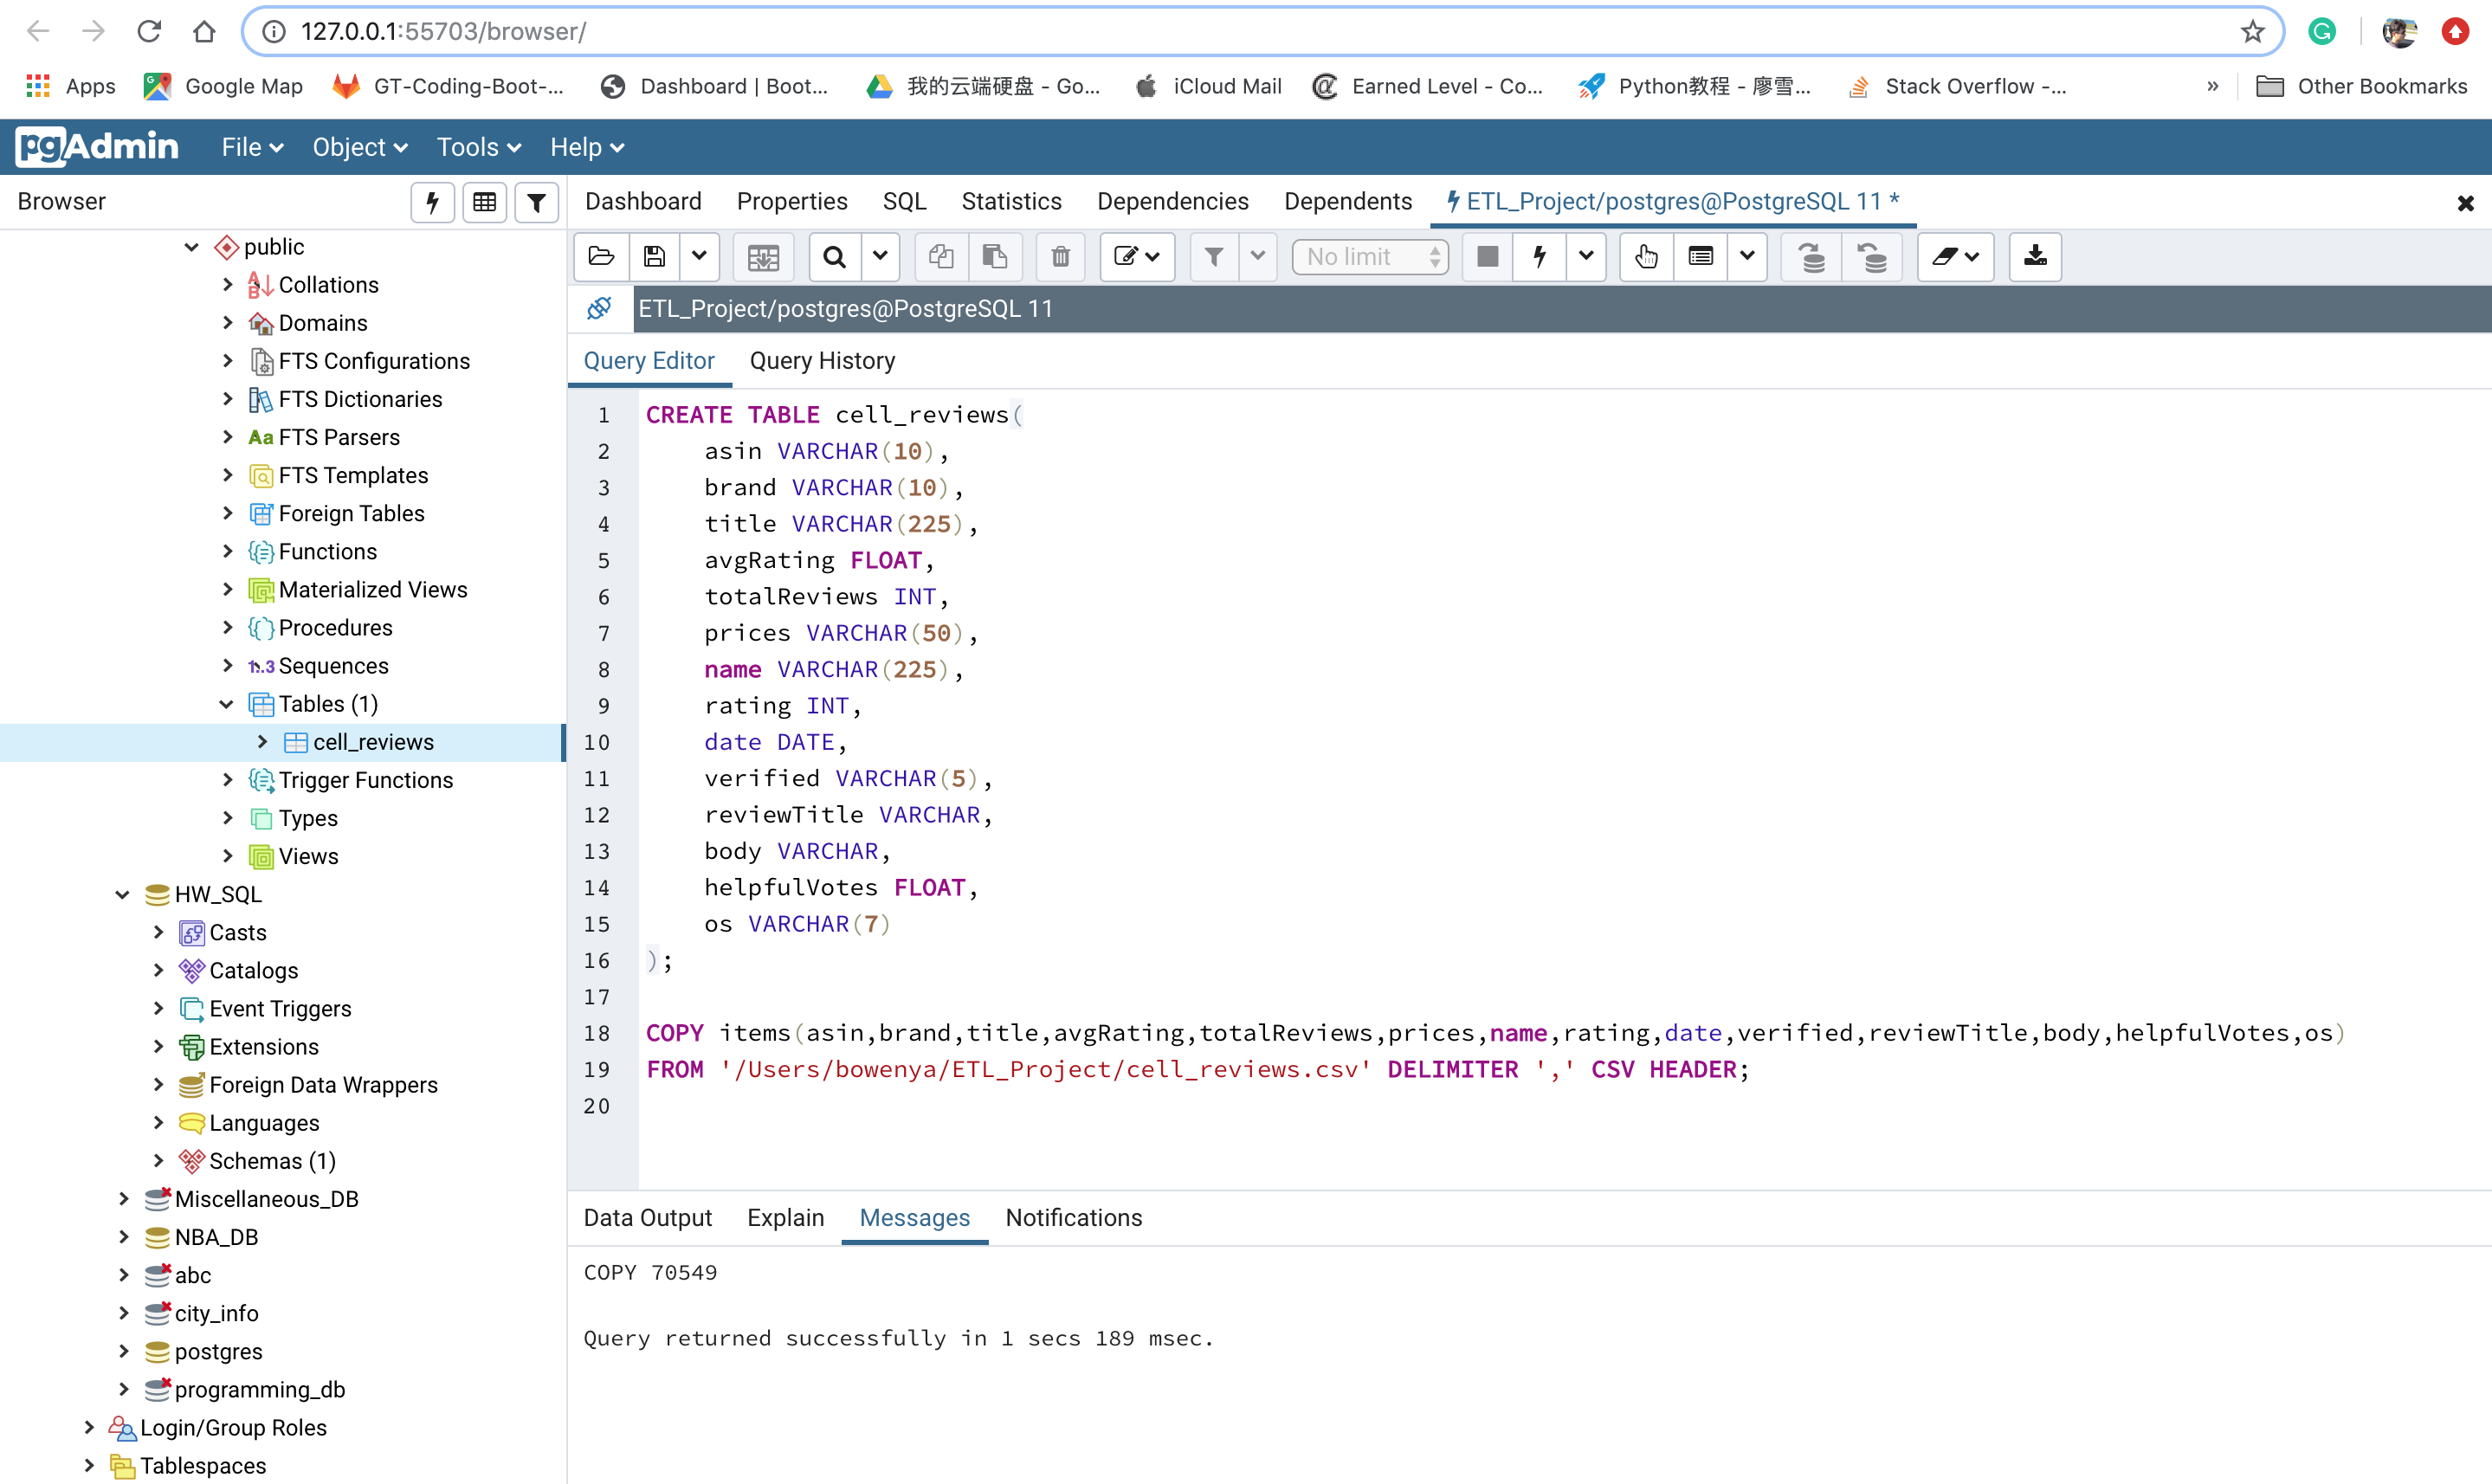 127.0.0.1:55703/browser/
Apps Google Map GT-Coding-Boot-... Dashboard | Boot... 我的云端硬盘 - Go... iCloud Mail Earned Level - Co... Python教程 - 廖雪... Stack Overflow -... » Other Bookmarks
pgAdmin File Object Tools Help
Browser
Dashboard Properties SQL Statistics Dependencies Dependents ETL_Project/postgres@PostgreSQL 11 *
No limit
ETL_Project/postgres@PostgreSQL 11
Query Editor Query History
public
Collations
Domains
FTS Configurations
FTS Dictionaries
Aa FTS Parsers
FTS Templates
Foreign Tables
Functions
Materialized Views
Procedures
1..3 Sequences
Tables (1)
cell_reviews
Trigger Functions
Types
Views
HW_SQL
Casts
Catalogs
Event Triggers
Extensions
Foreign Data Wrappers
Languages
Schemas (1)
Miscellaneous_DB
NBA_DB
abc
city_info
postgres
programming_db
Login/Group Roles
Tablespaces
1 CREATE TABLE cell_reviews(
2 asin VARCHAR(10),
3 brand VARCHAR(10),
4 title VARCHAR(225),
5 avgRating FLOAT,
6 totalReviews INT,
7 prices VARCHAR(50),
8 name VARCHAR(225),
9 rating INT,
10 date DATE,
11 verified VARCHAR(5),
12 reviewTitle VARCHAR,
13 body VARCHAR,
14 helpfulVotes FLOAT,
15 os VARCHAR(7)
16 );
17
18 COPY items(asin,brand,title,avgRating,totalReviews,prices,name,rating,date,verified,reviewTitle,body,helpfulVotes,os)
19 FROM '/Users/bowenya/ETL_Project/cell_reviews.csv' DELIMITER ',' CSV HEADER;
20
Data Output Explain Messages Notifications
COPY 70549
Query returned successfully in 1 secs 189 msec.